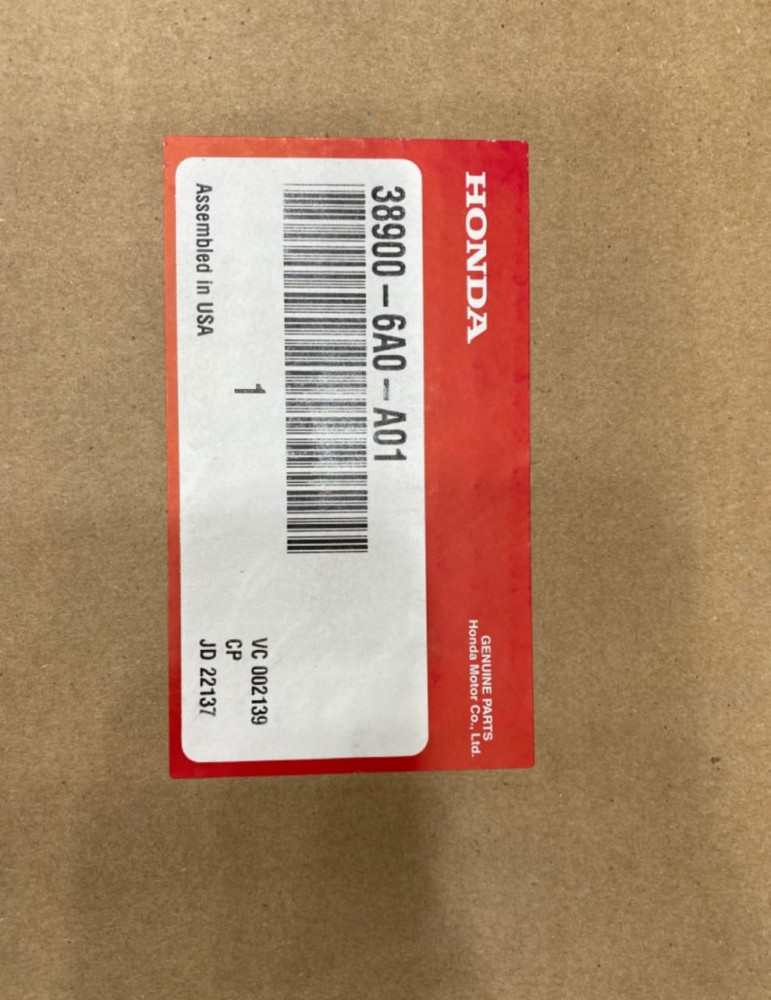 HONDA
GENUINE PARTS
Honda Motor Co., Ltd.
38900-6A0-A01
1
VC 002139
CP
Assembled in USA
JD 22137